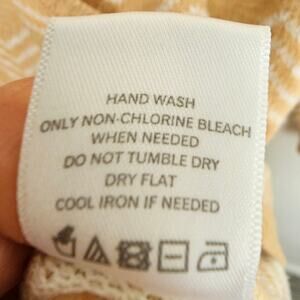 HAND WASH
ONLY NON-CHLORINE BLEACH
WHEN NEEDED
DO NOT TUMBLE DRY
DRY FLAT
COOL IRON IF NEEDED